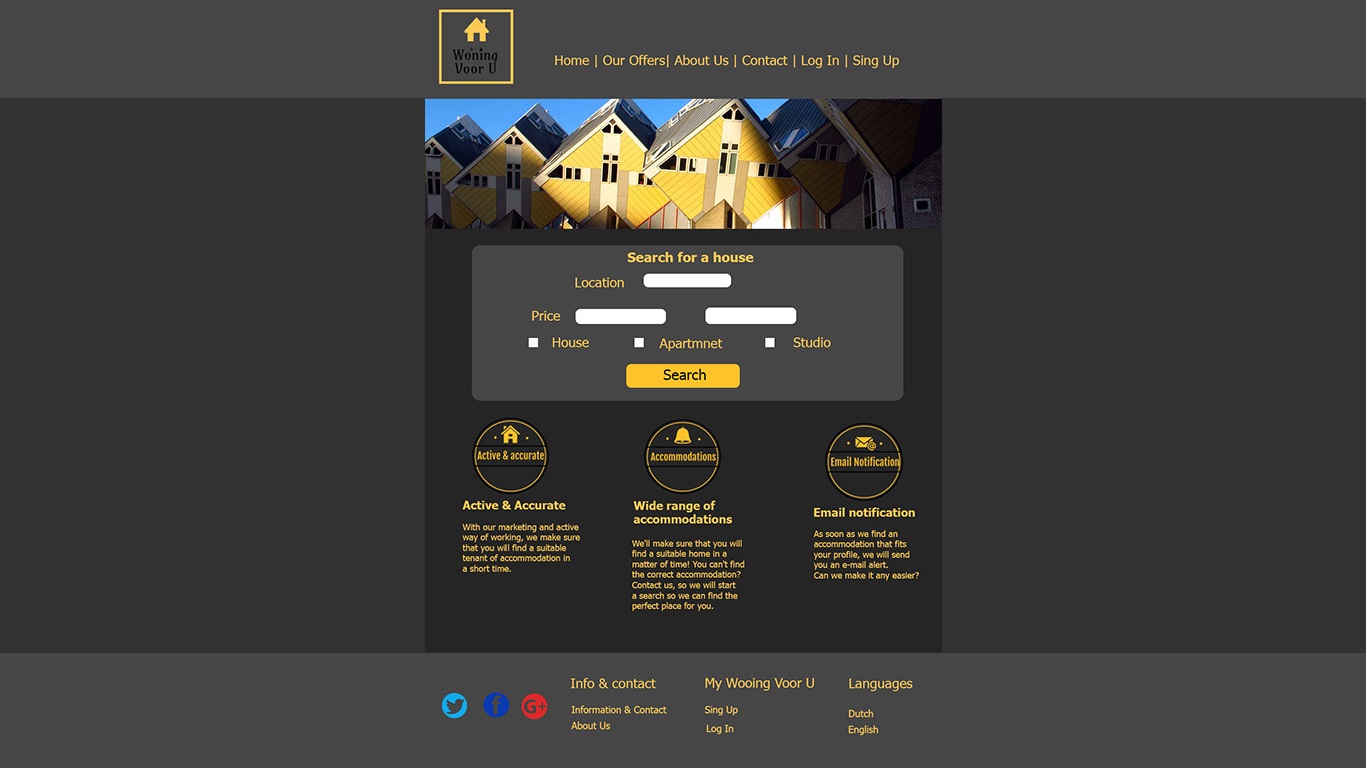 Woning
Voor U
Home | Our Offers| About Us | Contact | Log In | Sing Up
Search for a house
Location
Price
House Apartmnet Studio
Search
Active & accurate
Active & Accurate
With our marketing and active
way of working, we make sure
that you will find a suitable
tenant of accommodation in
a short time.
Accommodations
Wide range of
accommodations
We'll make sure that you will
find a suitable home in a
matter of time! You can't find
the correct accommodation?
Contact us, so we will start
a search so we can find the
perfect place for you.
Email Notification
Email notification
As soon as we find an
accommodation that fits
your profile, we will send
you an e-mail alert.
Can we make it any easier?
Info & contact
Information & Contact
About Us
My Wooing Voor U
Sing Up
Log In
Languages
Dutch
English